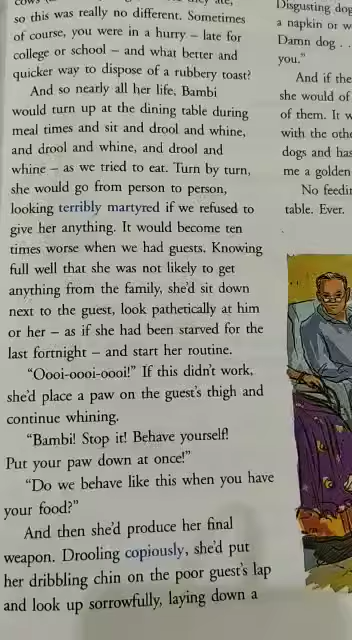 so this was really no different. Sometimes
of course, you were in a hurry – late for
college or school – and what better and
quicker way to dispose of a rubbery toast?
And so nearly all her life, Bambi
would turn up at the dining table during
meal times and sit and drool and whine,
and drool and whine, and drool and
whine – as we tried to eat. Turn by turn,
she would go from person to person,
looking terribly martyred if we refused to
give her anything. It would become ten
times worse when we had guests. Knowing
full well that she was not likely to get
anything from the family, she'd sit down
next to the guest, look pathetically at him
or her – as if she had been starved for the
last fortnight – and start her routine.
"Oooi-oooi-oooi!" If this didn't work,
she'd place a paw on the guest's thigh and
continue whining.
"Bambi! Stop it! Behave yourself!
Put your paw down at once!"
"Do we behave like this when you have
your food?"
And then she'd produce her final
weapon. Drooling copiously, she'd put
her dribbling chin on the poor guest's lap
and look up sorrowfully, laying down a
Disgusting dog
a napkin or w
Damn dog . .
you."
And if the
she would of
of them. It w
with the othe
dogs and has
me a golden
No feedin
table. Ever.